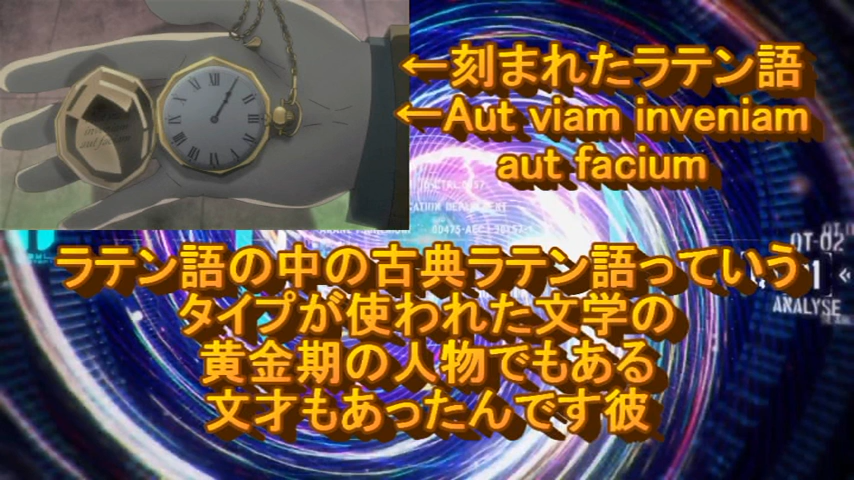 ←刻まれたラテン語
←Aut viam inveniam
aut facium
ラテン語の中の古典ラテン語っていう
タイプが使われた文学の
黄金期の人物でもある
文才もあったんです彼
QT-02
ANALYSE